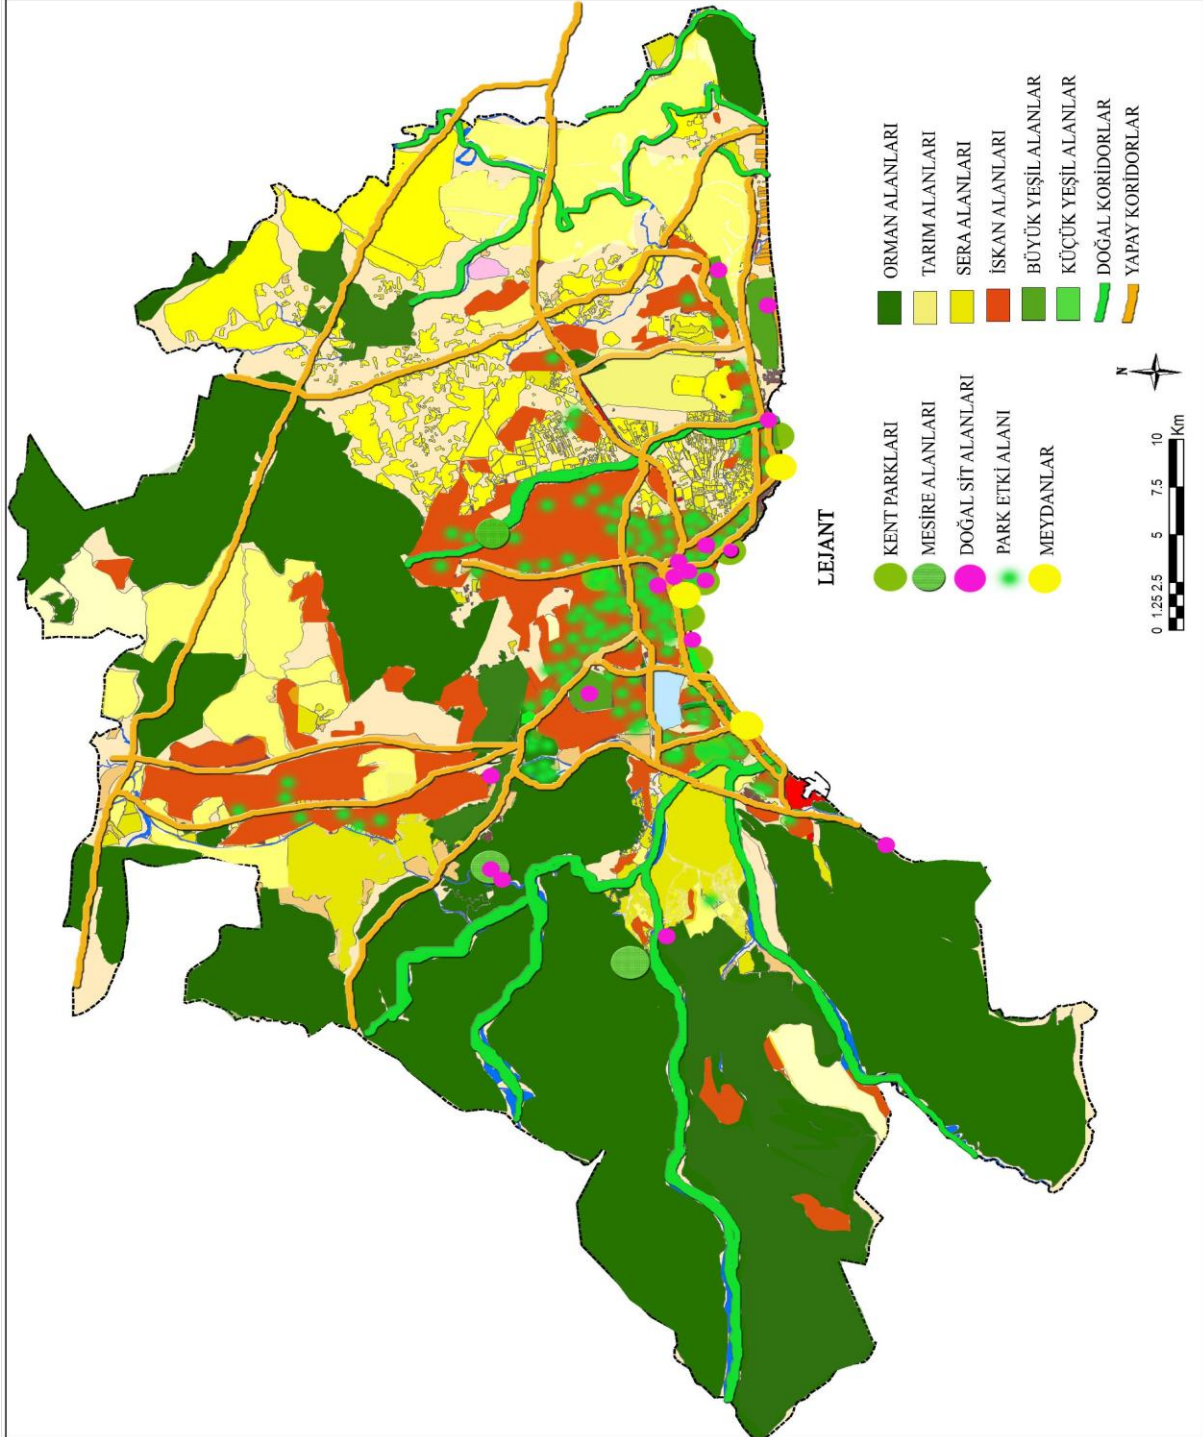 LEJANT
KENT PARKLARI
MESİRE ALANLARI
DOĞAL SİT ALANLARI
PARK ETKİ ALANI
MEYDANLAR
ORMAN ALANLARI
TARIM ALANLARI
SERA ALANLARI
İSKAN ALANLARI
BÜYÜK YEŞİL ALANLAR
KÜÇÜK YEŞİL ALANLAR
DOĞAL KORİDORLAR
YAPAY KORİDORLAR
N
0 1.25 2.5 5 7.5 10
Km